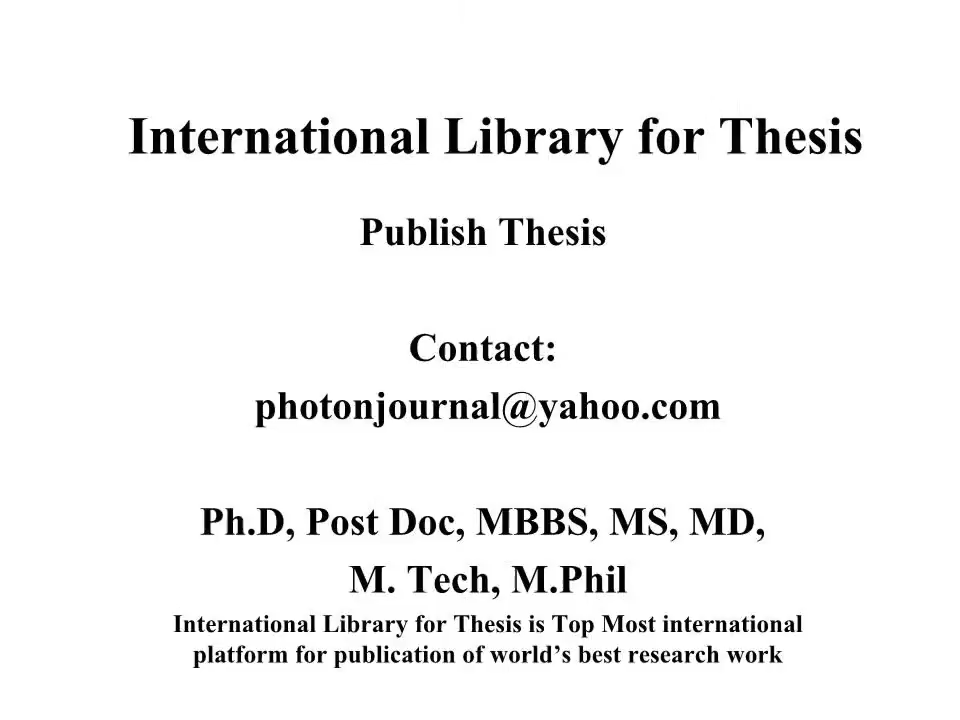 International Library for Thesis
Publish Thesis
Contact:
photonjournal@yahoo.com
Ph.D, Post Doc, MBBS, MS, MD,
M. Tech, M.Phil
International Library for Thesis is Top Most international
platform for publication of world’s best research work